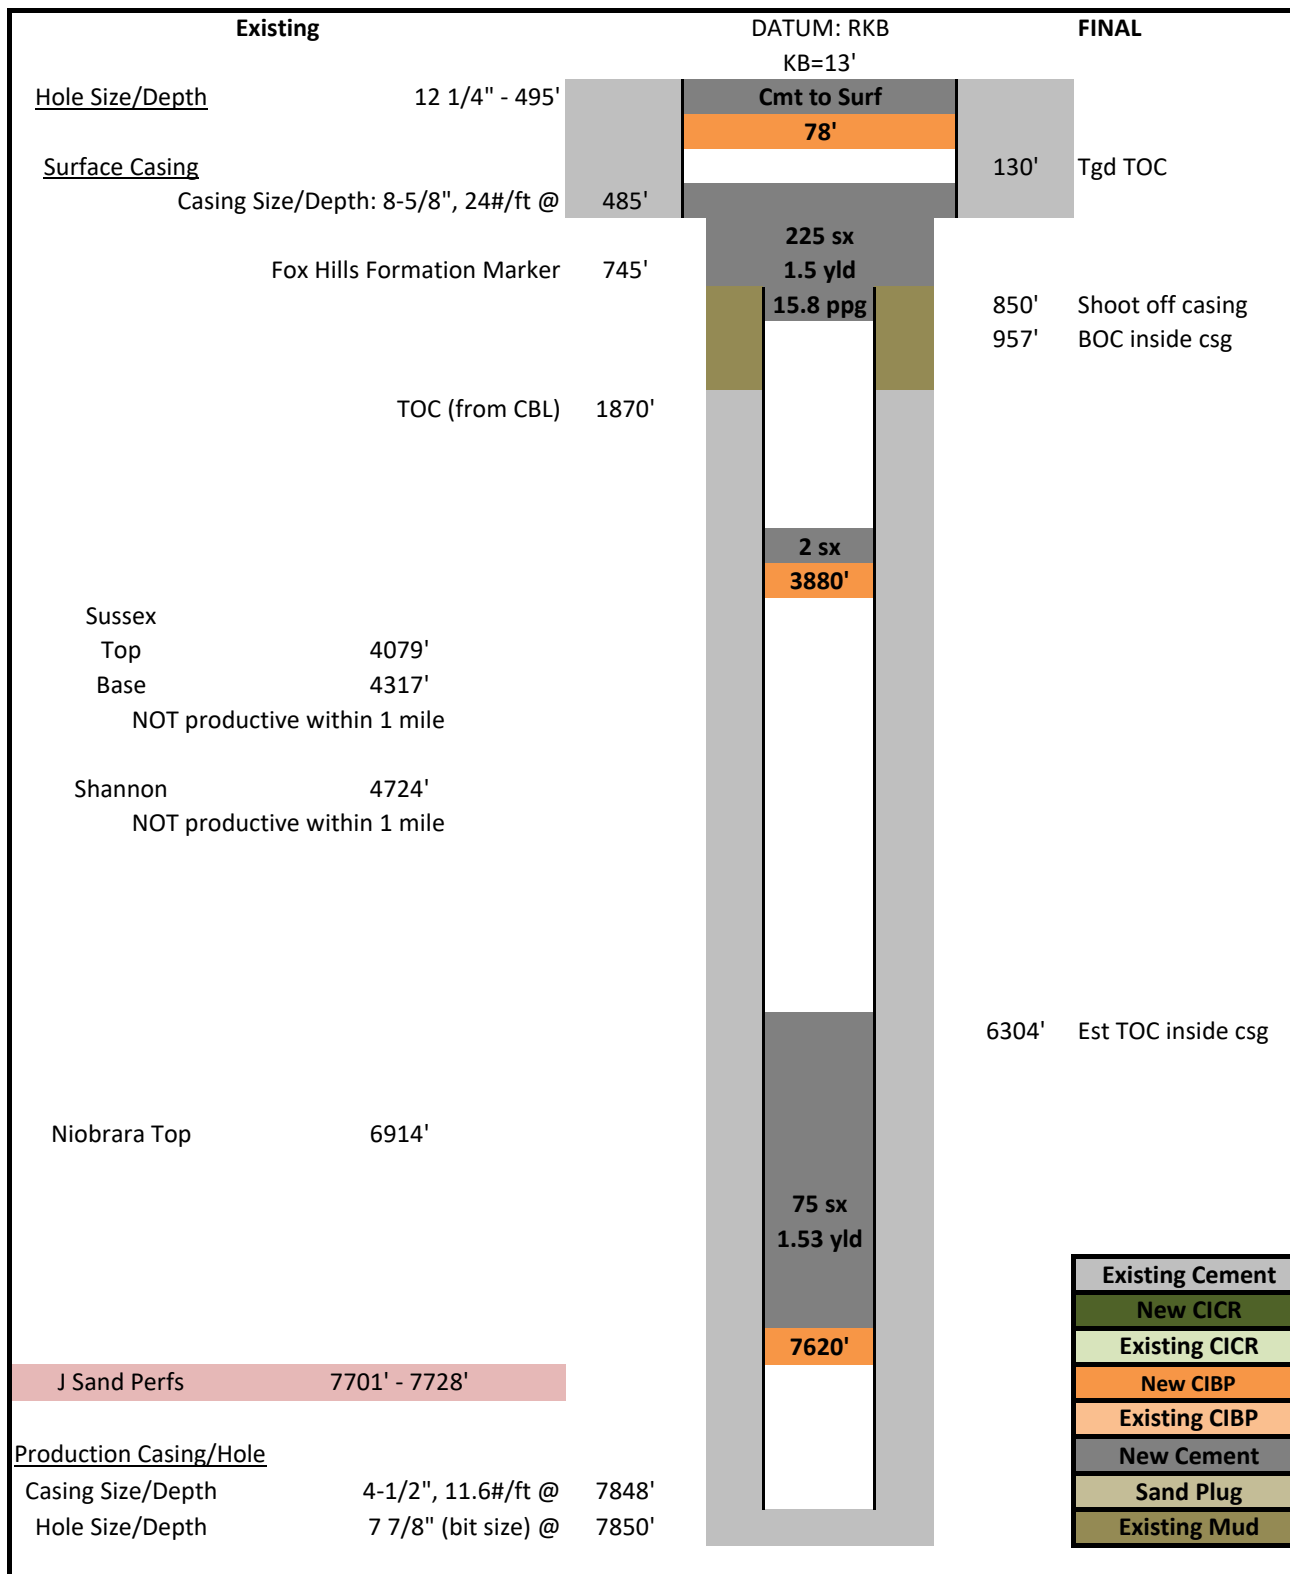 Existing DATUM: RKB FINAL
KB=13'
Hole Size/Depth 12 1/4" - 495' Cmt to Surf
78'
Surface Casing 130' Tgd TOC
Casing Size/Depth: 8-5/8", 24#/ft @ 485'
225 sx
Fox Hills Formation Marker 745' 1.5 yld
15.8 ppg 850' Shoot off casing
957' BOC inside csg
TOC (from CBL) 1870'
2 sx
3880'
Sussex
Top 4079'
Base 4317'
NOT productive within 1 mile
Shannon 4724'
NOT productive within 1 mile
6304' Est TOC inside csg
Niobrara Top 6914'
75 sx
1.53 yld
Existing Cement
New CICR
7620' Existing CICR
J Sand Perfs 7701' - 7728' New CIBP
Existing CIBP
Production Casing/Hole New Cement
Casing Size/Depth 4-1/2", 11.6#/ft @ 7848' Sand Plug
Hole Size/Depth 7 7/8" (bit size) @ 7850' Existing Mud